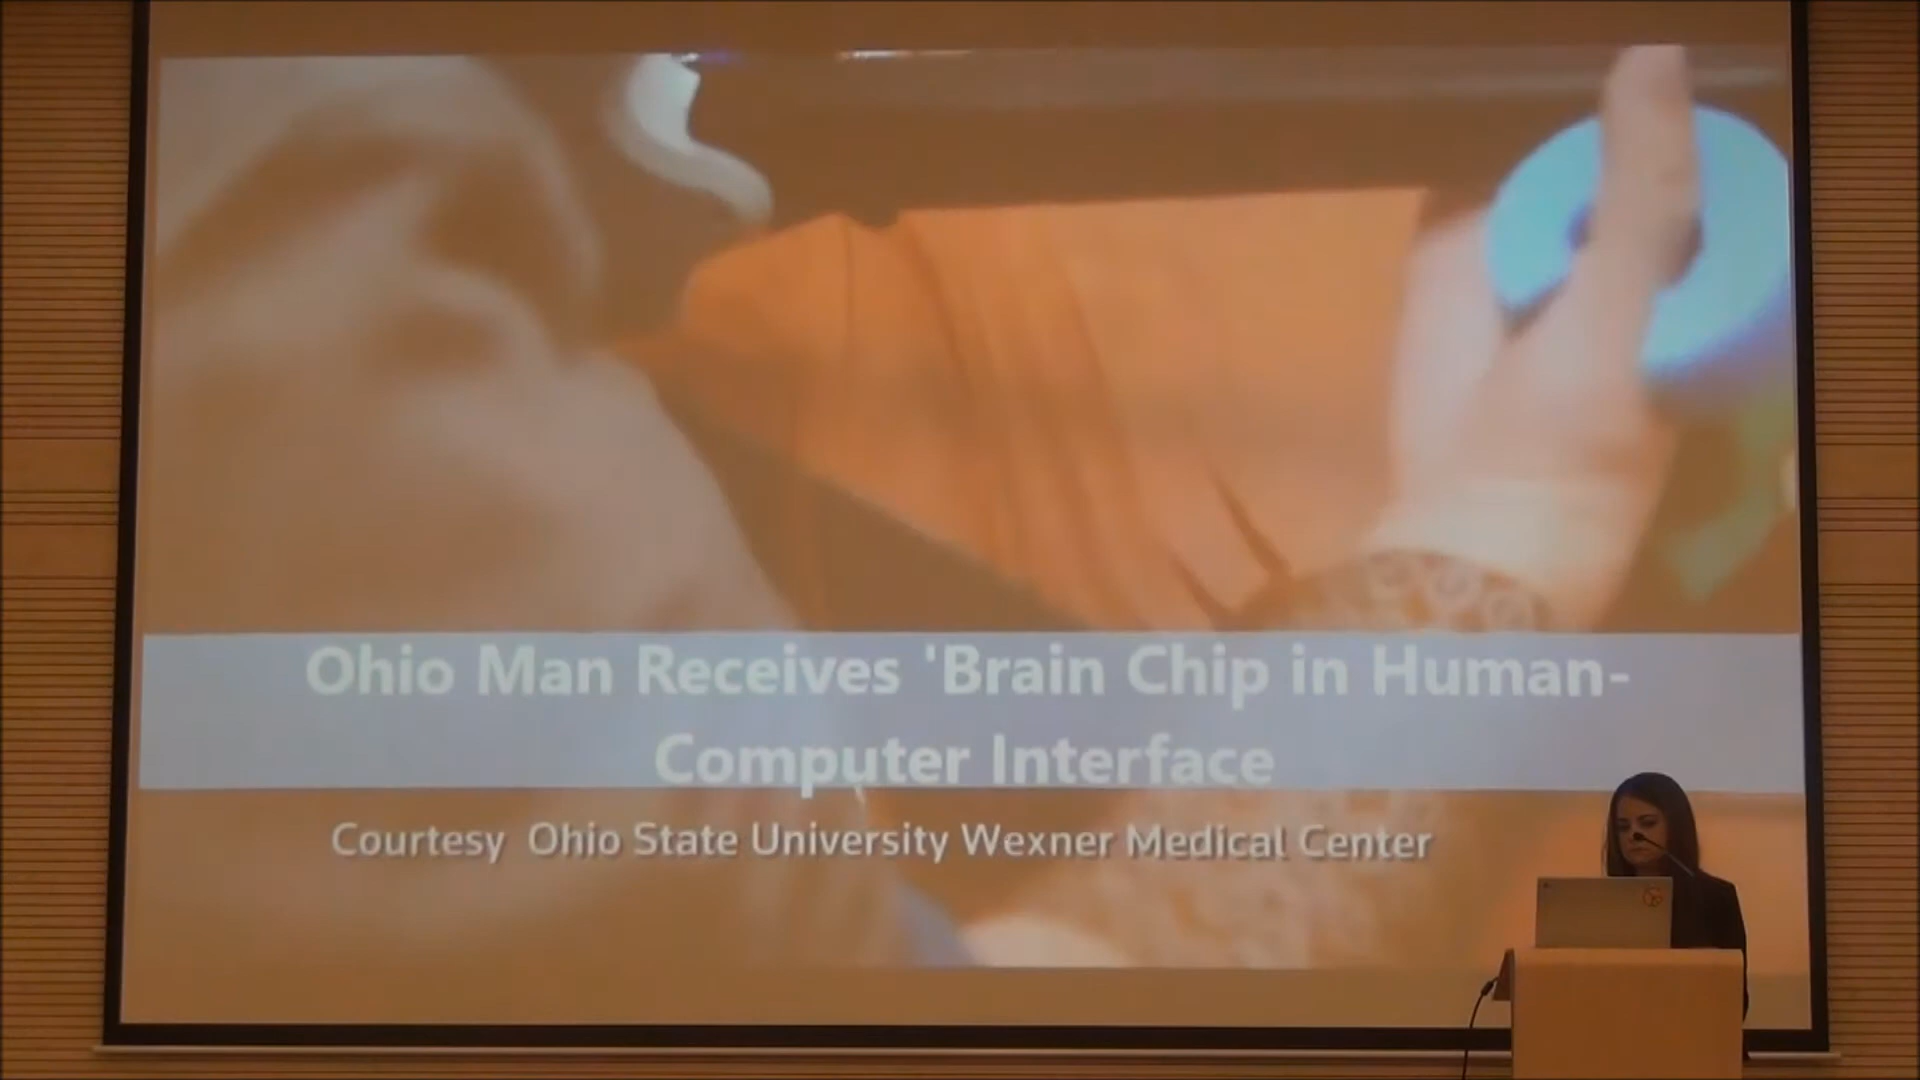 Ohio Man Receives 'Brain Chip in Human-
Computer Interface
Courtesy Ohio State University Wexner Medical Center